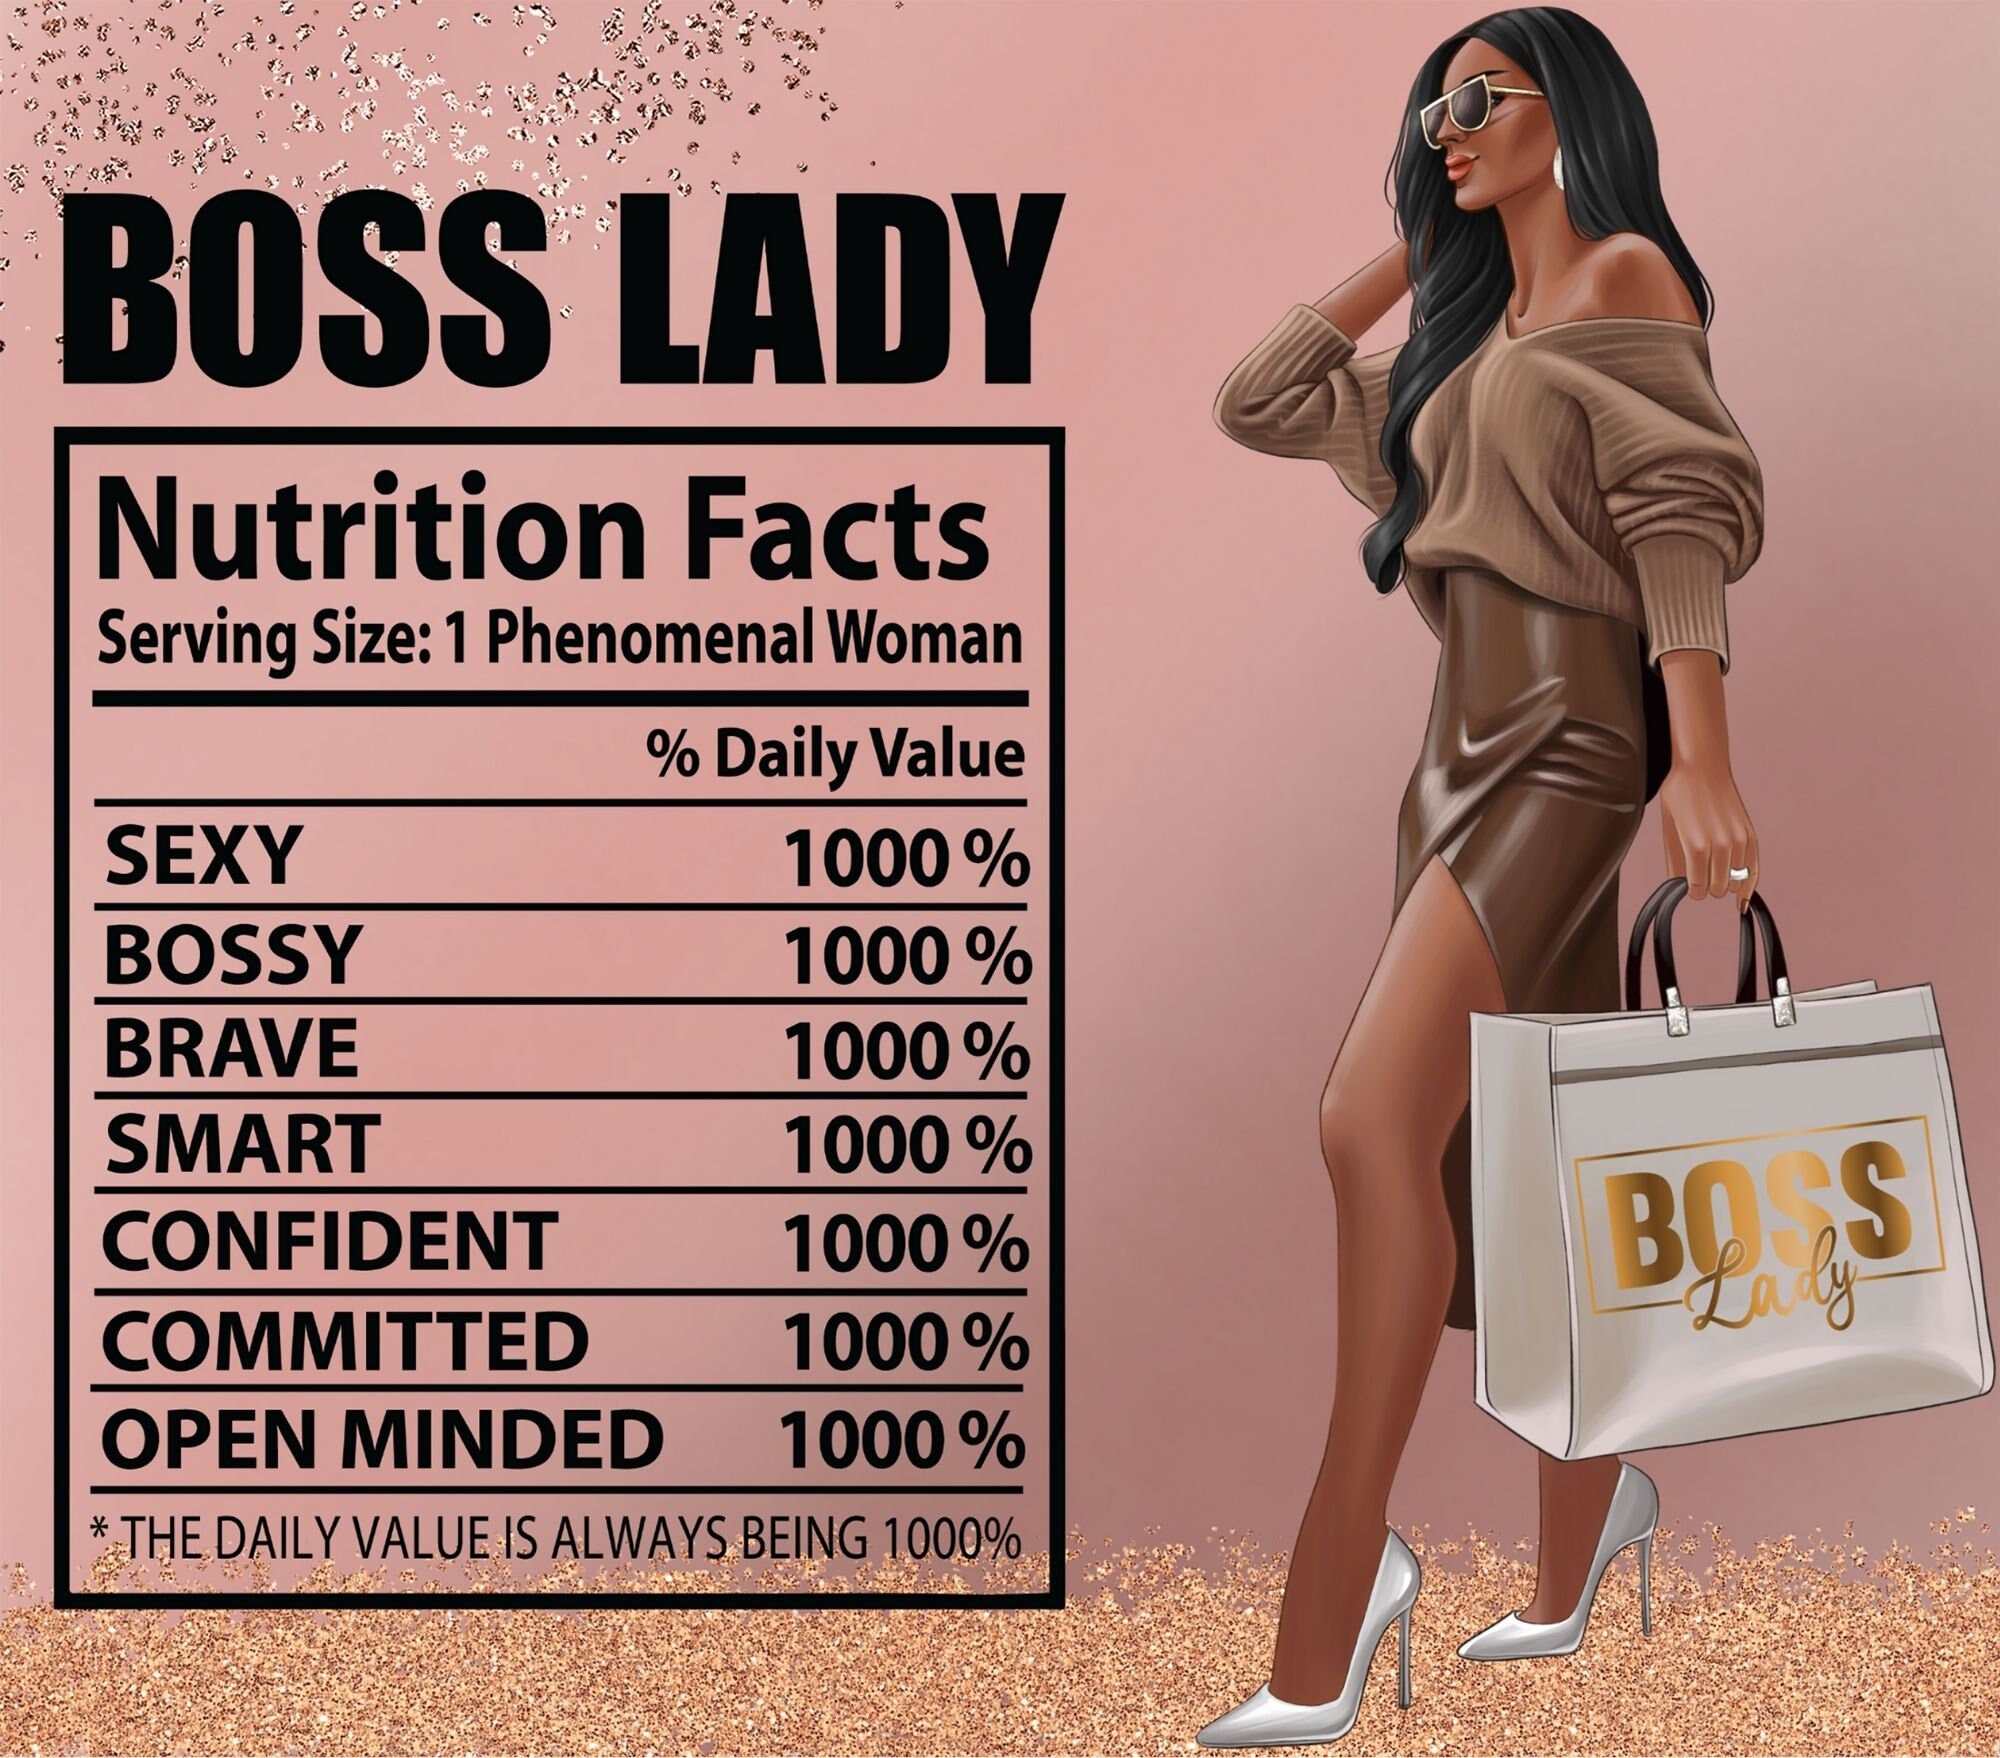 BOSS LADY
Nutrition Facts
Serving Size: 1 Phenomenal Woman
% Daily Value
SEXY 1000 %
BOSSY 1000 %
BRAVE 1000 %
SMART 1000 %
CONFIDENT 1000 %
COMMITTED 1000 %
OPEN MINDED 1000 %
* THE DAILY VALUE IS ALWAYS BEING 1000%
BOSS
Lady